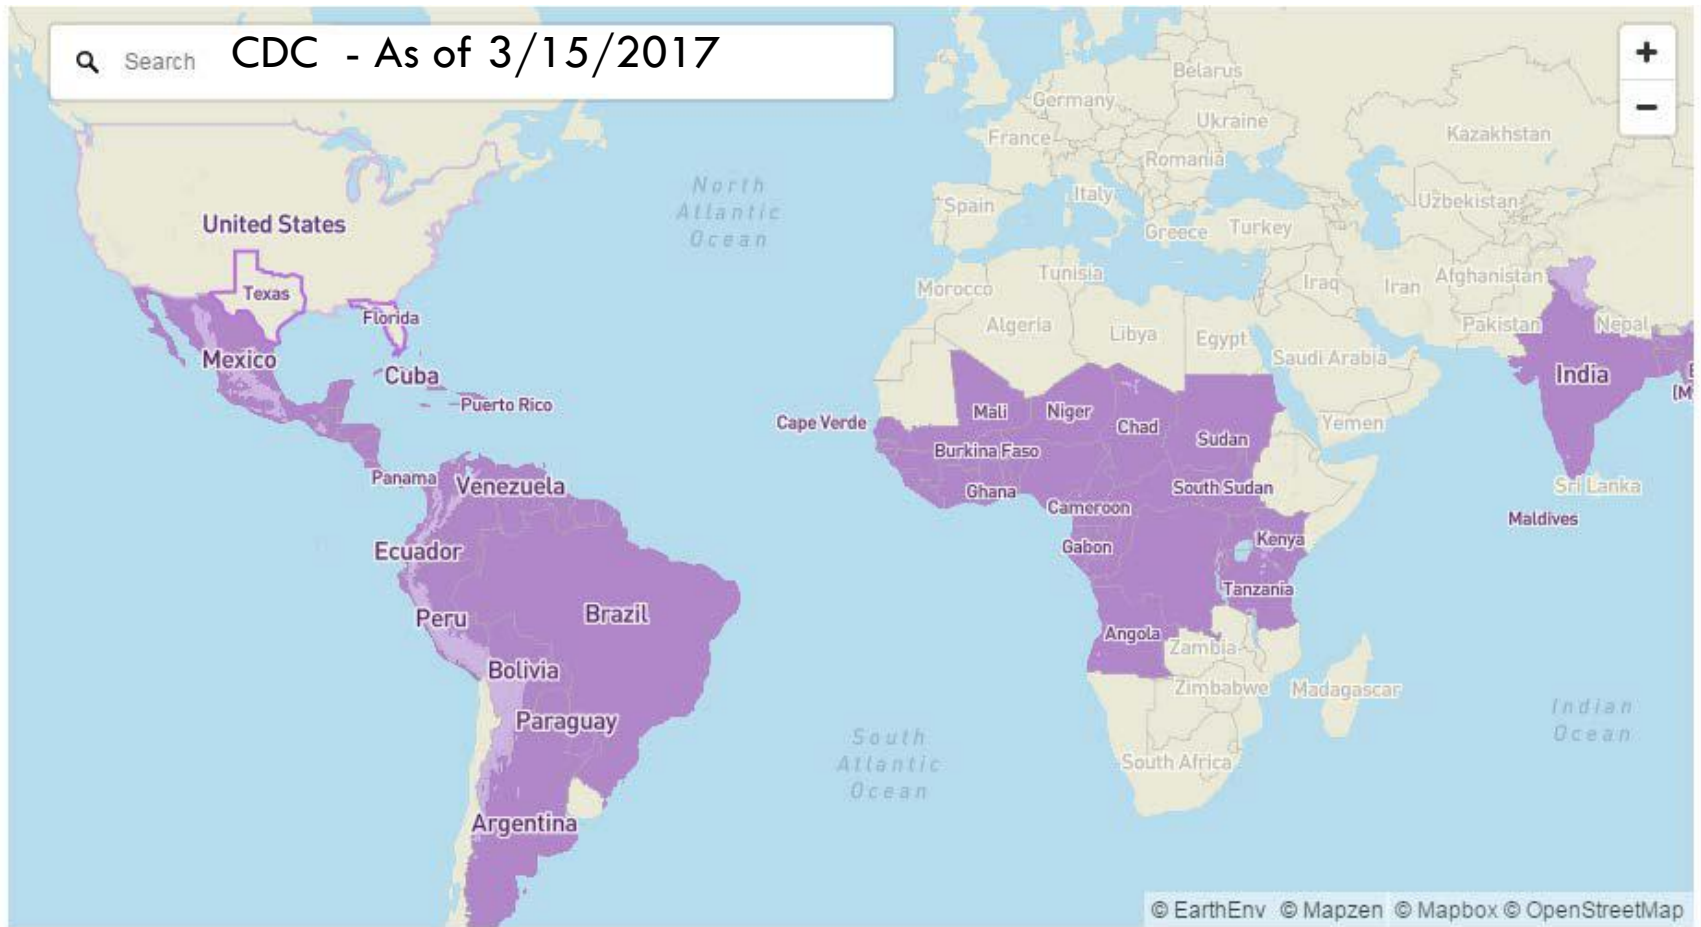 Search CDC - As of 3/15/2017
+
−
Belarus
Germany
Ukraine
France
Kazakhstan
Romania
North
Atlantic
Ocean
Italy
Uzbekistan
Spain
United States
Greece
Turkey
Tunisia
Morocco
Iraq
Iran
Afghanistan
Texas
Florida
Algeria
Libya
Egypt
Pakistan
Nepal
Mexico
Saudi Arabia
Cuba
India
Puerto Rico
Mali
Niger
(M
Cape Verde
Chad
Yemen
Burkina Faso
Sudan
Panama
Venezuela
Ghana
South Sudan
Sri Lanka
Cameroon
Maldives
Ecuador
Gabon
Kenya
Tanzania
Peru
Brazil
Angola
Zambia
Bolivia
Zimbabwe
Madagascar
Paraguay
Indian
Ocean
South
Atlantic
Ocean
South Africa
Argentina
© EarthEnv © Mapzen © Mapbox © OpenStreetMap